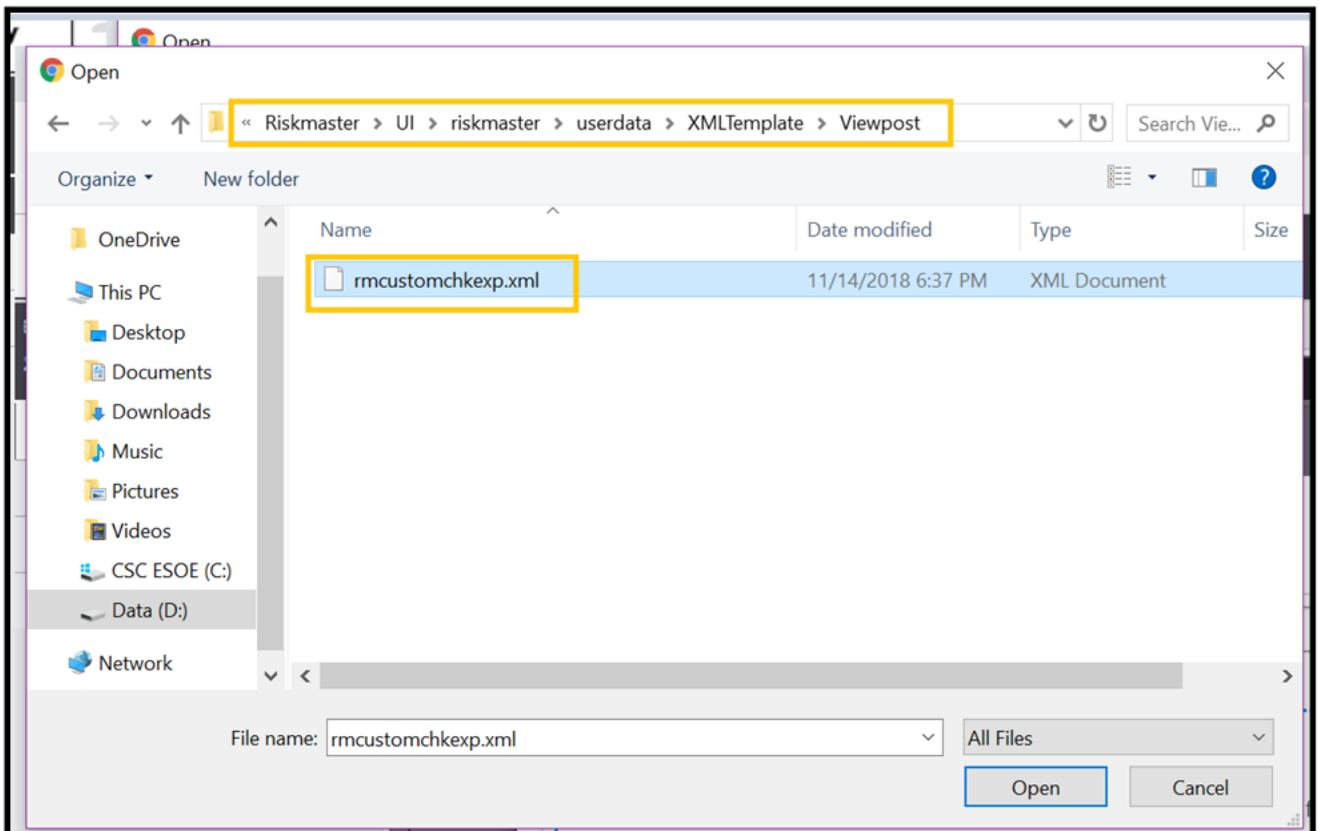 Open
Open
« Riskmaster > UI > riskmaster > userdata > XMLTemplate > Viewpost
Search Vie...
Organize
New folder
Name
Date modified
Type
Size
OneDrive
rmcustomchkexp.xml
11/14/2018 6:37 PM
XML Document
This PC
Desktop
Documents
Downloads
Music
Pictures
Videos
CSC ESOE (C:)
Data (D:)
Network
File name:
rmcustomchkexp.xml
All Files
Open
Cancel